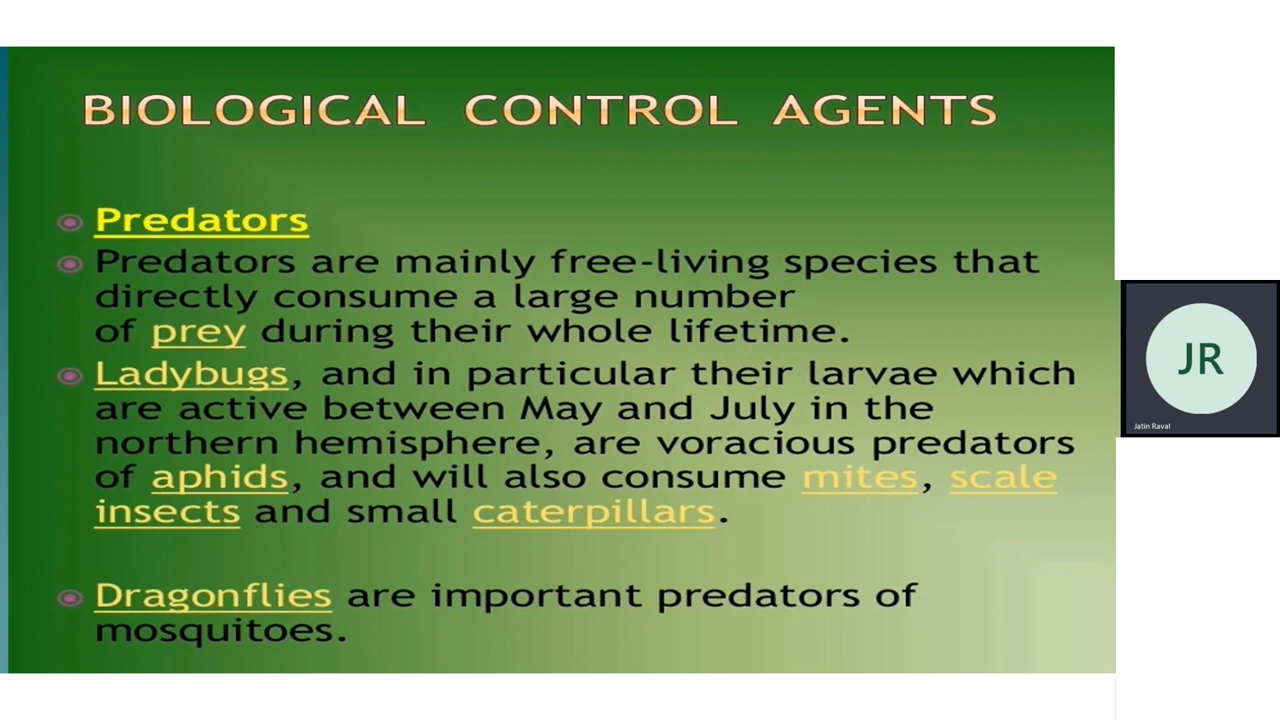 BIOLOGICAL CONTROL AGENTS
Predators
Predators are mainly free-living species that
directly consume a large number
of prey during their whole lifetime.
Ladybugs, and in particular their larvae which
are active between May and July in the
northern hemisphere, are voracious predators
of aphids, and will also consume mites, scale
insects and small caterpillars.
Dragonflies are important predators of
mosquitoes.
JR
Jatin Raval